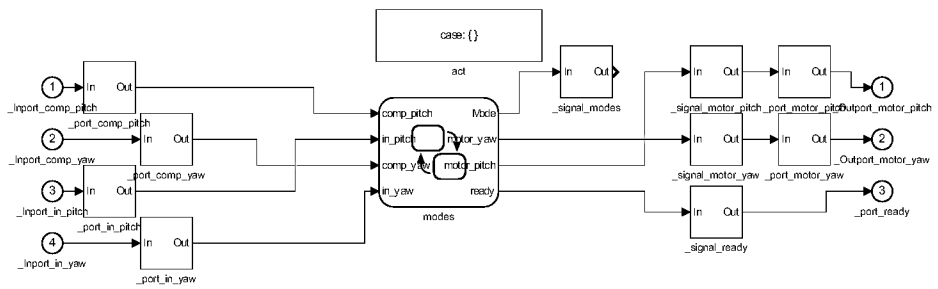 case: { }
act
1
In Out
_Inport_comp_pitch
_port_comp_pitch
2
In Out
_Inport_comp_yaw
_port_comp_yaw
3
In Out
_Inport_in_pitch
_port_in_pitch
4
In Out
_Inport_in_yaw
_port_in_yaw
comp_pitch Mode
in_pitch motor_yaw
comp_yaw motor_pitch
in_yaw ready
modes
In Out
_signal_modes
In Out
_signal_motor_pitch
In Out
_port_motor_pitch
1
_Outport_motor_pitch
In Out
_signal_motor_yaw
In Out
_port_motor_yaw
2
_Outport_motor_yaw
In Out
_signal_ready
3
_port_ready